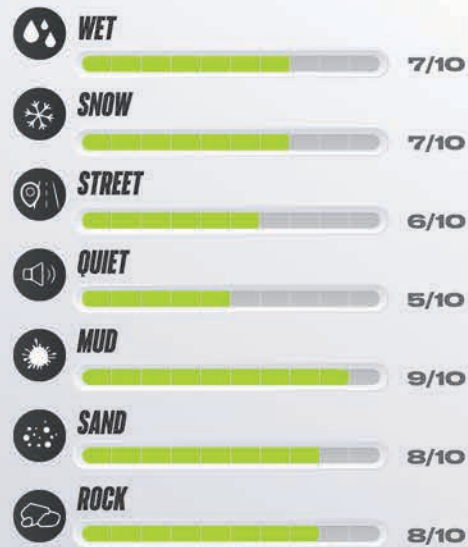 WET
7/10
SNOW
7/10
STREET
6/10
QUIET
5/10
MUD
9/10
SAND
8/10
ROCK
8/10